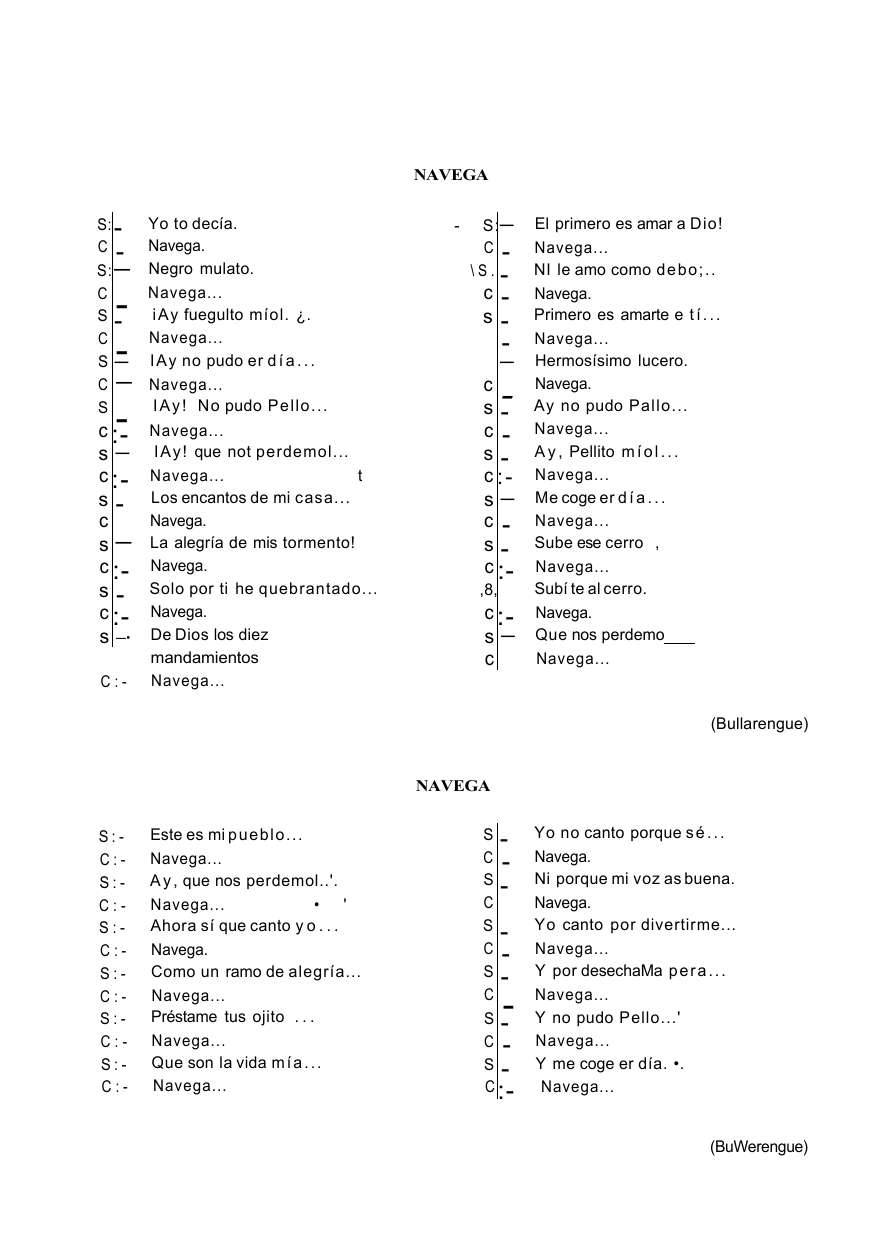 NAVEGA
S:- Yo to decía.
C - Navega.
S:— Negro mulato.
C - Navega...
S - ¡Ay fuegulto míol. ¿.
C - Navega...
S — IAy no pudo er día...
C — Navega...
S - IAy! No pudo Pello...
C :- Navega...
S — IAy! que not perdemol...
C :- Navega... t
S - Los encantos de mi casa...
C Navega.
S — La alegría de mis tormento!
C :- Navega.
S - Solo por ti he quebrantado...
C :- Navega.
S —• De Dios los diez
mandamientos
C:- Navega...
- S:— El primero es amar a Dio!
C - Navega...
\S. - NI le amo como debo;..
c - Navega.
s - Primero es amarte e tí...
- Navega...
— Hermosísimo lucero.
c Navega.
s - Ay no pudo Pallo...
c - Navega...
s - Ay, Pellito míol...
c :- Navega...
s — Me coge er día...
c - Navega...
s - Sube ese cerro ,
c :- Navega...
,8, Subí te al cerro.
c :- Navega.
s — Que nos perdemo___
c Navega...
(Bullarengue)
NAVEGA
S:- Este es mi pueblo...
C:- Navega...
S:- Ay, que nos perdemol..'.
C:- Navega... • '
S:- Ahora sí que canto yo...
C:- Navega.
S:- Como un ramo de alegría...
C:- Navega...
S:- Préstame tus ojito ...
C:- Navega...
S:- Que son la vida mía...
C:- Navega...
S - Yo no canto porque sé...
C - Navega.
S - Ni porque mi voz as buena.
C Navega.
S - Yo canto por divertirme...
C - Navega...
S - Y por desechaMa pera...
C - Navega...
S - Y no pudo Pello...'
C - Navega...
S - Y me coge er día. •.
C :- Navega...
(BuWerengue)